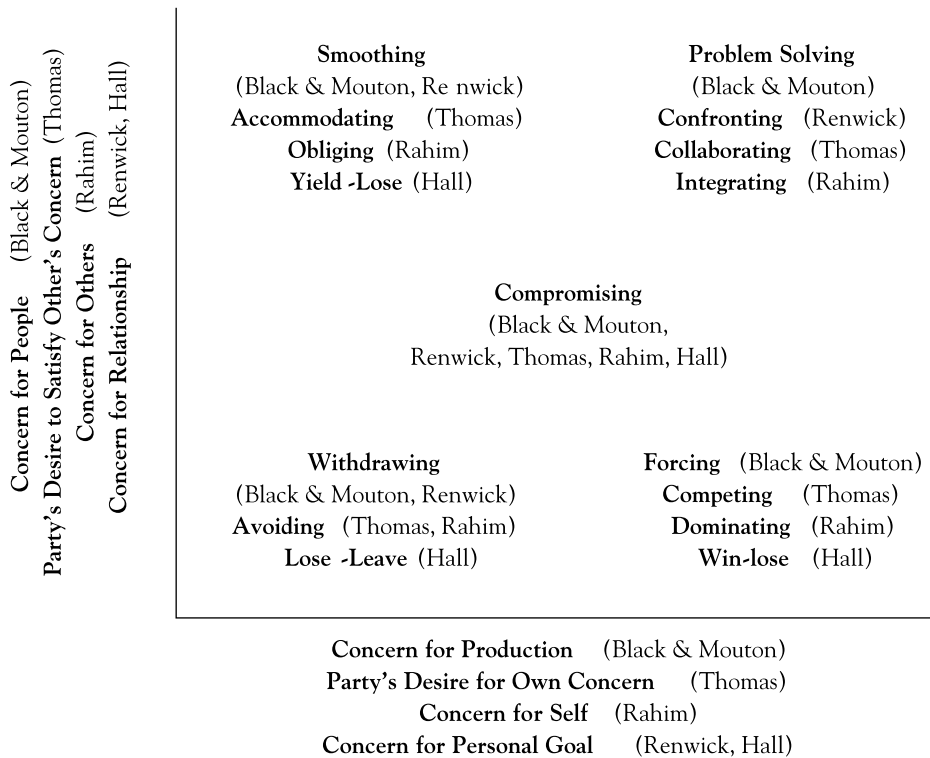 Concern for People (Black & Mouton)
Party's Desire to Satisfy Other's Concern (Thomas)
Concern for Others (Rahim)
Concern for Relationship (Renwick, Hall)
Smoothing
(Black & Mouton, Re nwick)
Accommodating (Thomas)
Obliging (Rahim)
Yield -Lose (Hall)
Problem Solving
(Black & Mouton)
Confronting (Renwick)
Collaborating (Thomas)
Integrating (Rahim)
Compromising
(Black & Mouton,
Renwick, Thomas, Rahim, Hall)
Withdrawing
(Black & Mouton, Renwick)
Avoiding (Thomas, Rahim)
Lose -Leave (Hall)
Forcing (Black & Mouton)
Competing (Thomas)
Dominating (Rahim)
Win-lose (Hall)
Concern for Production (Black & Mouton)
Party's Desire for Own Concern (Thomas)
Concern for Self (Rahim)
Concern for Personal Goal (Renwick, Hall)